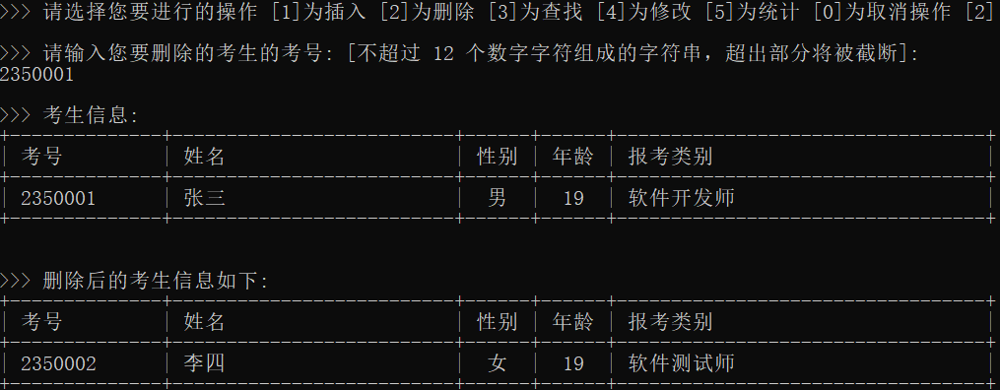 >>> 请选择您要进行的操作 [1]为插入 [2]为删除 [3]为查找 [4]为修改 [5]为统计 [0]为取消操作 [2]
>>> 请输入您要删除的考生的考号: [不超过 12 个数字字符组成的字符串，超出部分将被截断]:
2350001
>>> 考生信息:
考号 | 姓名 | 性别 | 年龄 | 报考类别
2350001 | 张三 | 男 | 19 | 软件开发师
>>> 删除后的考生信息如下:
考号 | 姓名 | 性别 | 年龄 | 报考类别
2350002 | 李四 | 女 | 19 | 软件测试师